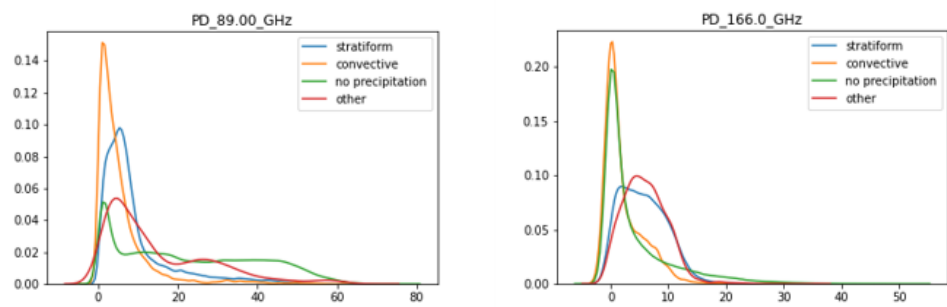 PD_89.00_GHz
stratiform
convective
no precipitation
other
0.14
0.12
0.10
0.08
0.06
0.04
0.02
0.00
0 20 40 60 80
PD_166.0_GHz
stratiform
convective
no precipitation
other
0.20
0.15
0.10
0.05
0.00
0 10 20 30 40 50